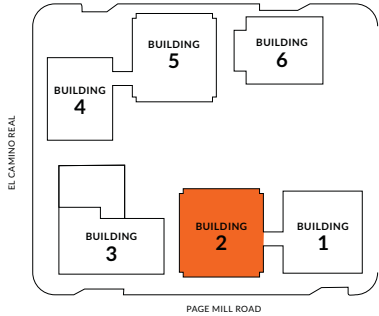 BUILDING
5
BUILDING
6
BUILDING
4
EL CAMINO REAL
BUILDING
3
BUILDING
2
BUILDING
1
PAGE MILL ROAD